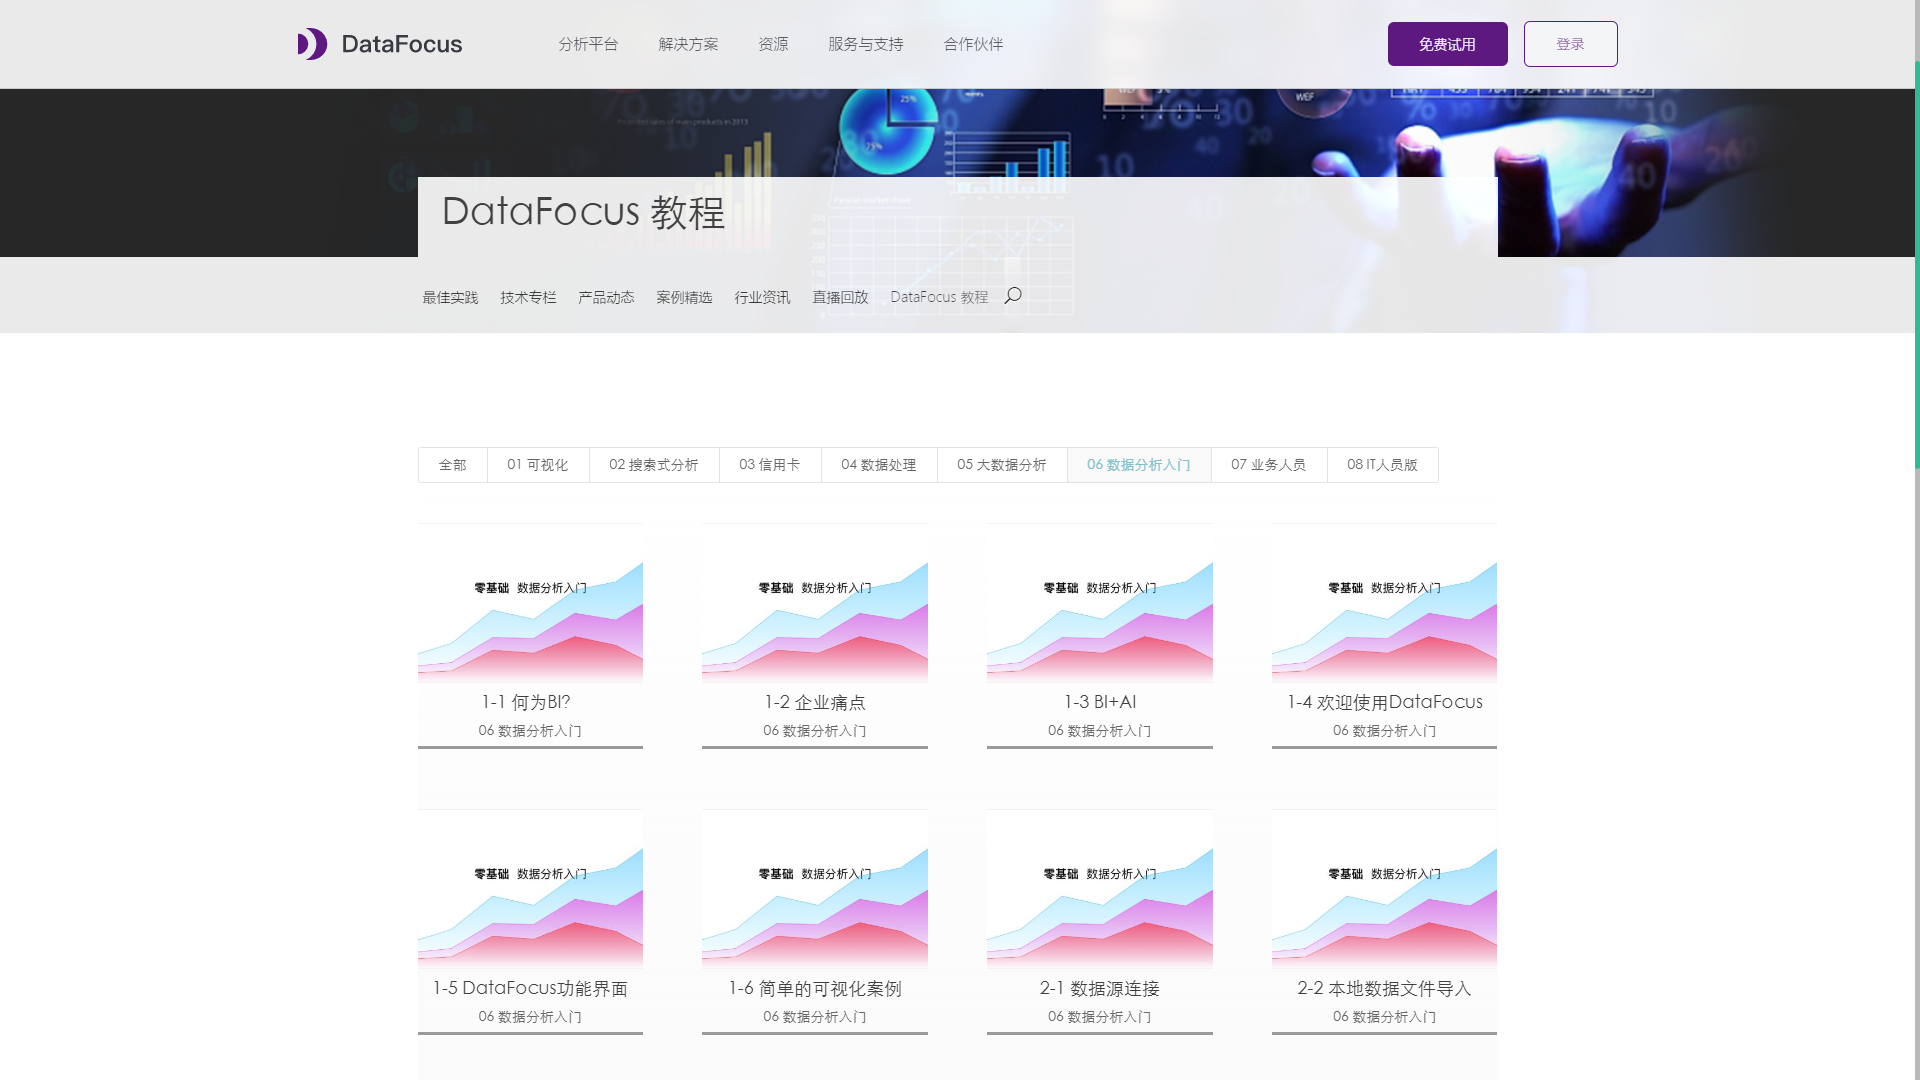 DataFocus 分析平台 解决方案 资源 服务与支持 合作伙伴 免费试用 登录
DataFocus 教程
最佳实践 技术专栏 产品动态 案例精选 行业资讯 直播回放 DataFocus 教程
全部 01 可视化 02 搜索式分析 03 信用卡 04 数据处理 05 大数据分析 06 数据分析入门 07 业务人员 08 IT人员版
零基础 数据分析入门 零基础 数据分析入门 零基础 数据分析入门 零基础 数据分析入门
1-1 何为BI? 1-2 企业痛点 1-3 BI+AI 1-4 欢迎使用DataFocus
06 数据分析入门 06 数据分析入门 06 数据分析入门 06 数据分析入门
零基础 数据分析入门 零基础 数据分析入门 零基础 数据分析入门 零基础 数据分析入门
1-5 DataFocus功能界面 1-6 简单的可视化案例 2-1 数据源连接 2-2 本地数据文件导入
06 数据分析入门 06 数据分析入门 06 数据分析入门 06 数据分析入门